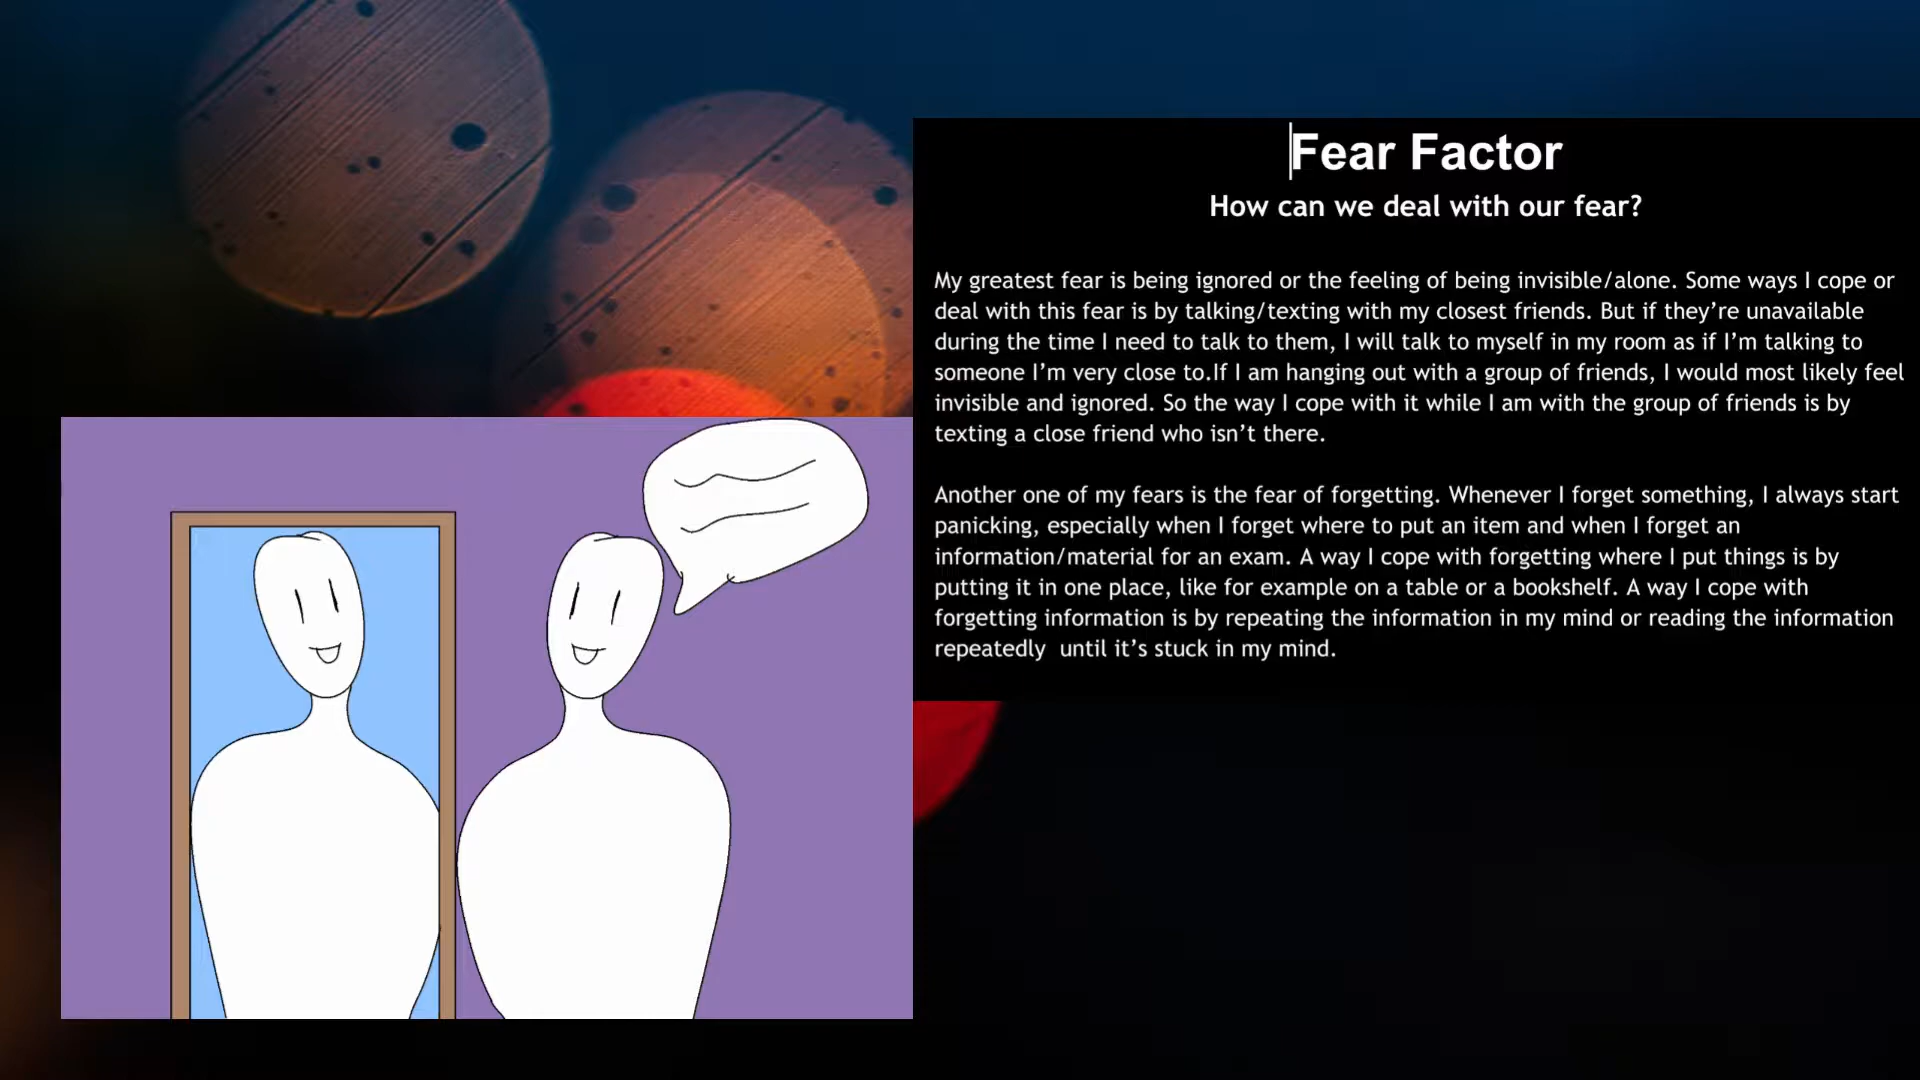 Fear Factor
How can we deal with our fear?
My greatest fear is being ignored or the feeling of being invisible/alone. Some ways I cope or
deal with this fear is by talking/texting with my closest friends. But if they’re unavailable
during the time I need to talk to them, I will talk to myself in my room as if I’m talking to
someone I’m very close to.If I am hanging out with a group of friends, I would most likely feel
invisible and ignored. So the way I cope with it while I am with the group of friends is by
texting a close friend who isn’t there.
Another one of my fears is the fear of forgetting. Whenever I forget something, I always start
panicking, especially when I forget where to put an item and when I forget an
information/material for an exam. A way I cope with forgetting where I put things is by
putting it in one place, like for example on a table or a bookshelf. A way I cope with
forgetting information is by repeating the information in my mind or reading the information
repeatedly  until it’s stuck in my mind.